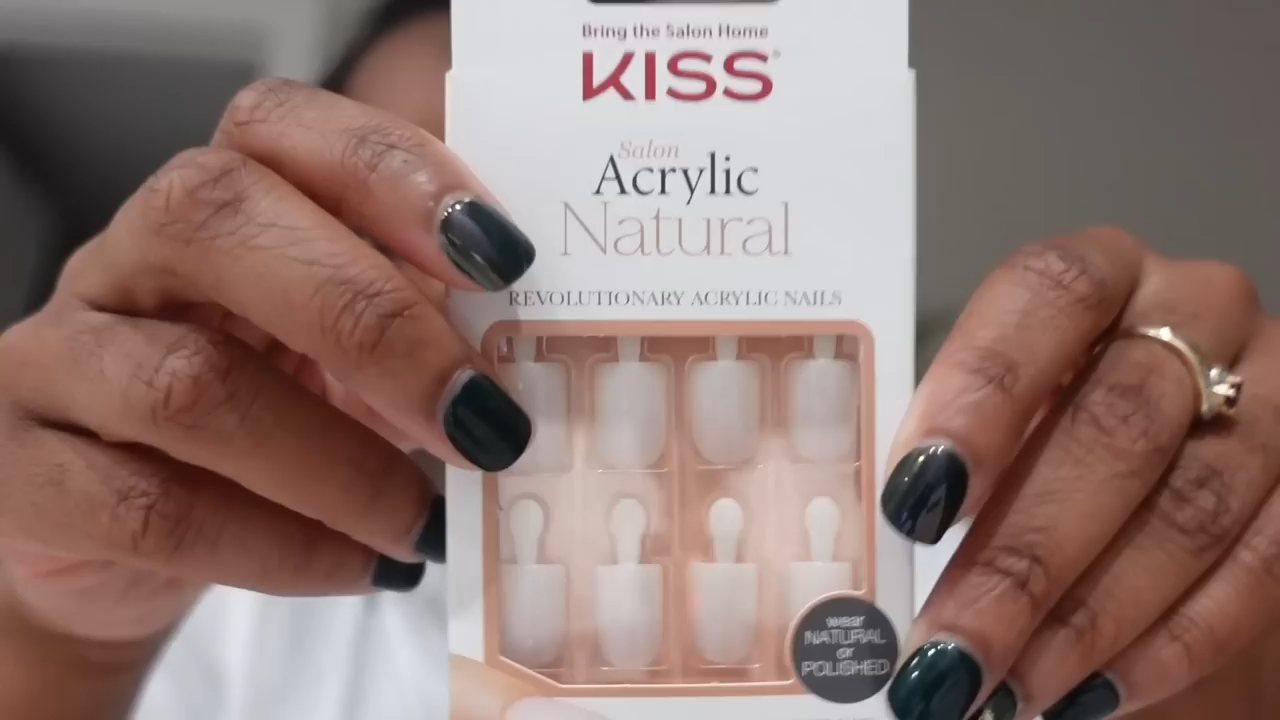 Bring the Salon Home
KISS®
Salon
Acrylic
Natural
REVOLUTIONARY ACRYLIC NAILS
wear
NATURAL
or
POLISHED